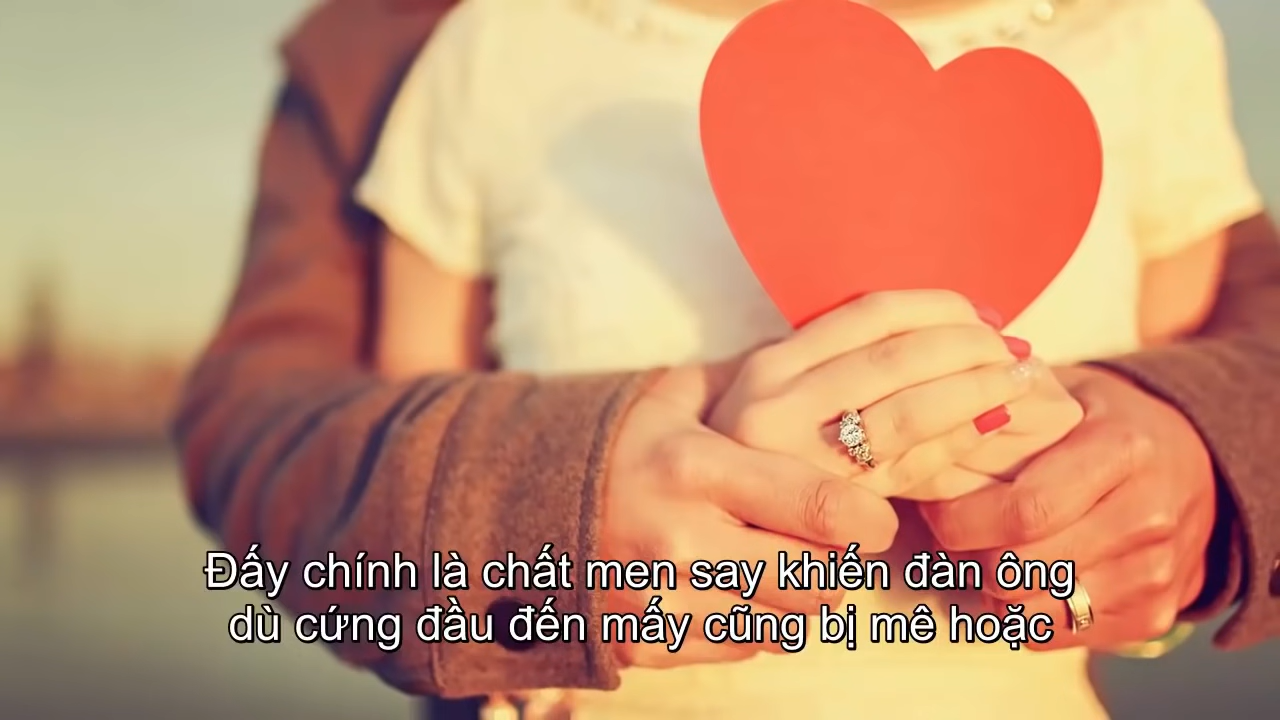 Đấy chính là chất men say khiến đàn ông
dù cứng đầu đến mấy cũng bị mê hoặc